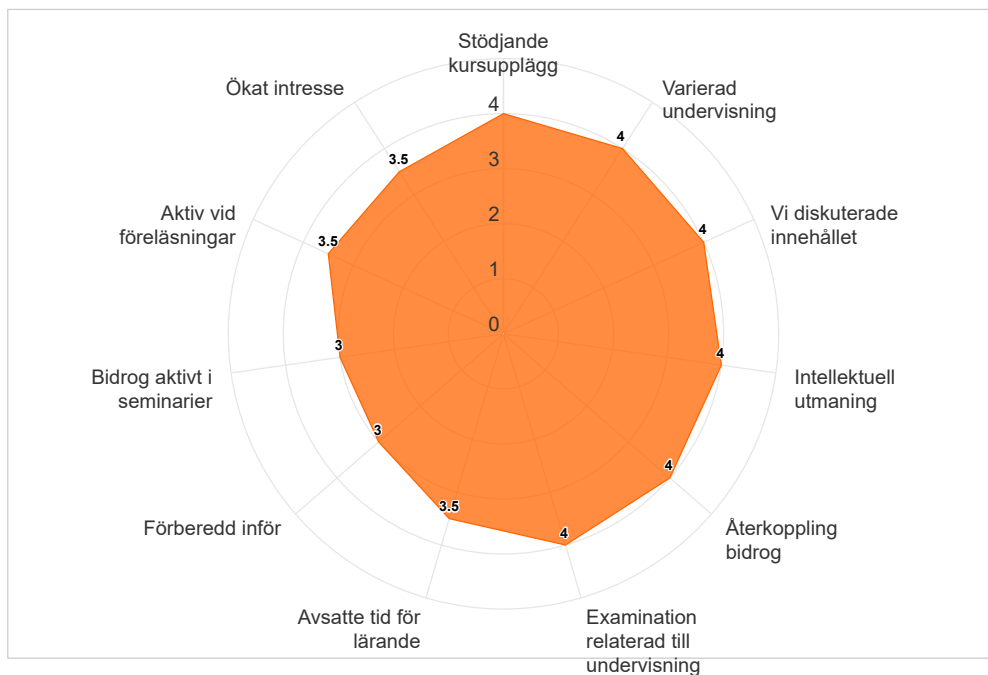 Stödjande
kursupplägg
Varierad
undervisning
Vi diskuterade
innehållet
Intellektuell
utmaning
Återkoppling
bidrog
Examination
relaterad till
undervisning
Avsatte tid för
lärande
Förberedd inför
Bidrog aktivt i
seminarier
Aktiv vid
föreläsningar
Ökat intresse
4
3
2
1
0
4
4
4
4
4
3.5
3
3
3.5
3.5